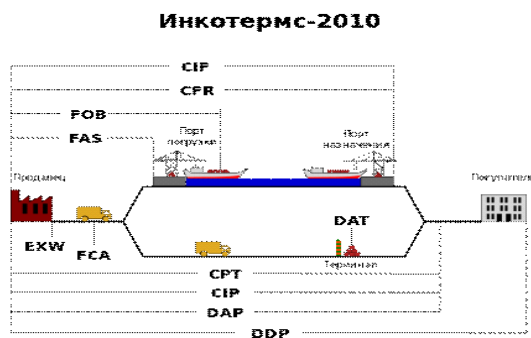 Инкотермс-2010
CIF
CFR
FOB
FAS
Порт
погрузки
Порт
назначения
Продавец
Покупатель
EXW
FCA
DAT
Терминал
CPT
CIP
DAP
DDP